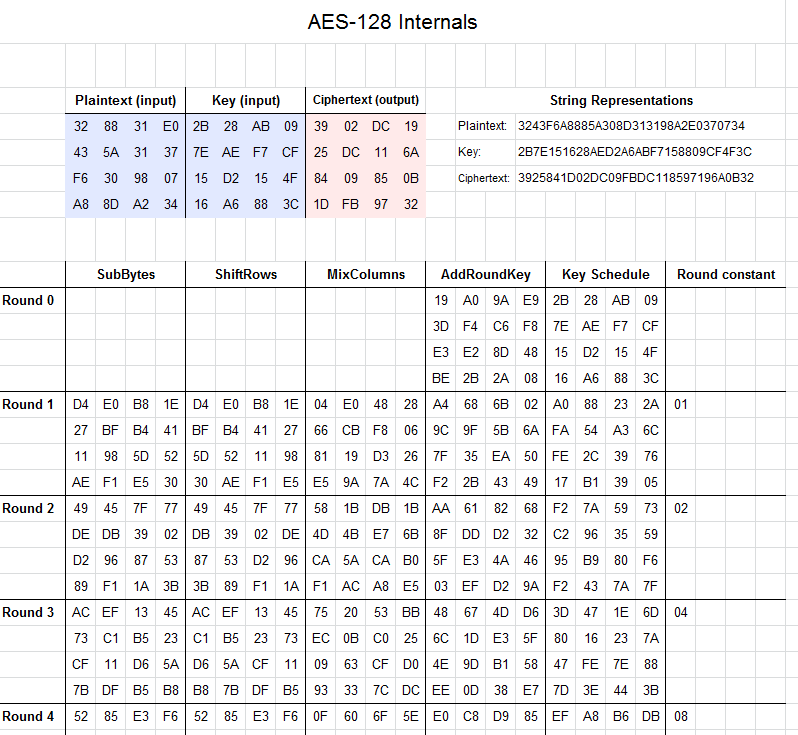 AES-128 Internals
Plaintext (input) Key (input) Ciphertext (output) String Representations
32 88 31 E0 2B 28 AB 09 39 02 DC 19 Plaintext: 3243F6A8885A308D313198A2E0370734
43 5A 31 37 7E AE F7 CF 25 DC 11 6A Key: 2B7E151628AED2A6ABF7158809CF4F3C
F6 30 98 07 15 D2 15 4F 84 09 85 0B Ciphertext: 3925841D02DC09FBDC118597196A0B32
A8 8D A2 34 16 A6 88 3C 1D FB 97 32
SubBytes ShiftRows MixColumns AddRoundKey Key Schedule Round constant
Round 0 19 A0 9A E9 2B 28 AB 09
3D F4 C6 F8 7E AE F7 CF
E3 E2 8D 48 15 D2 15 4F
BE 2B 2A 08 16 A6 88 3C
Round 1 D4 E0 B8 1E D4 E0 B8 1E 04 E0 48 28 A4 68 6B 02 A0 88 23 2A 01
27 BF B4 41 BF B4 41 27 66 CB F8 06 9C 9F 5B 6A FA 54 A3 6C
11 98 5D 52 5D 52 11 98 81 19 D3 26 7F 35 EA 50 FE 2C 39 76
AE F1 E5 30 30 AE F1 E5 E5 9A 7A 4C F2 2B 43 49 17 B1 39 05
Round 2 49 45 7F 77 49 45 7F 77 58 1B DB 1B AA 61 82 68 F2 7A 59 73 02
DE DB 39 02 DB 39 02 DE 4D 4B E7 6B 8F DD D2 32 C2 96 35 59
D2 96 87 53 87 53 D2 96 CA 5A CA B0 5F E3 4A 46 95 B9 80 F6
89 F1 1A 3B 3B 89 F1 1A F1 AC A8 E5 03 EF D2 9A F2 43 7A 7F
Round 3 AC EF 13 45 AC EF 13 45 75 20 53 BB 48 67 4D D6 3D 47 1E 6D 04
73 C1 B5 23 C1 B5 23 73 EC 0B C0 25 6C 1D E3 5F 80 16 23 7A
CF 11 D6 5A D6 5A CF 11 09 63 CF D0 4E 9D B1 58 47 FE 7E 88
7B DF B5 B8 B8 7B DF B5 93 33 7C DC EE 0D 38 E7 7D 3E 44 3B
Round 4 52 85 E3 F6 52 85 E3 F6 0F 60 6F 5E E0 C8 D9 85 EF A8 B6 DB 08